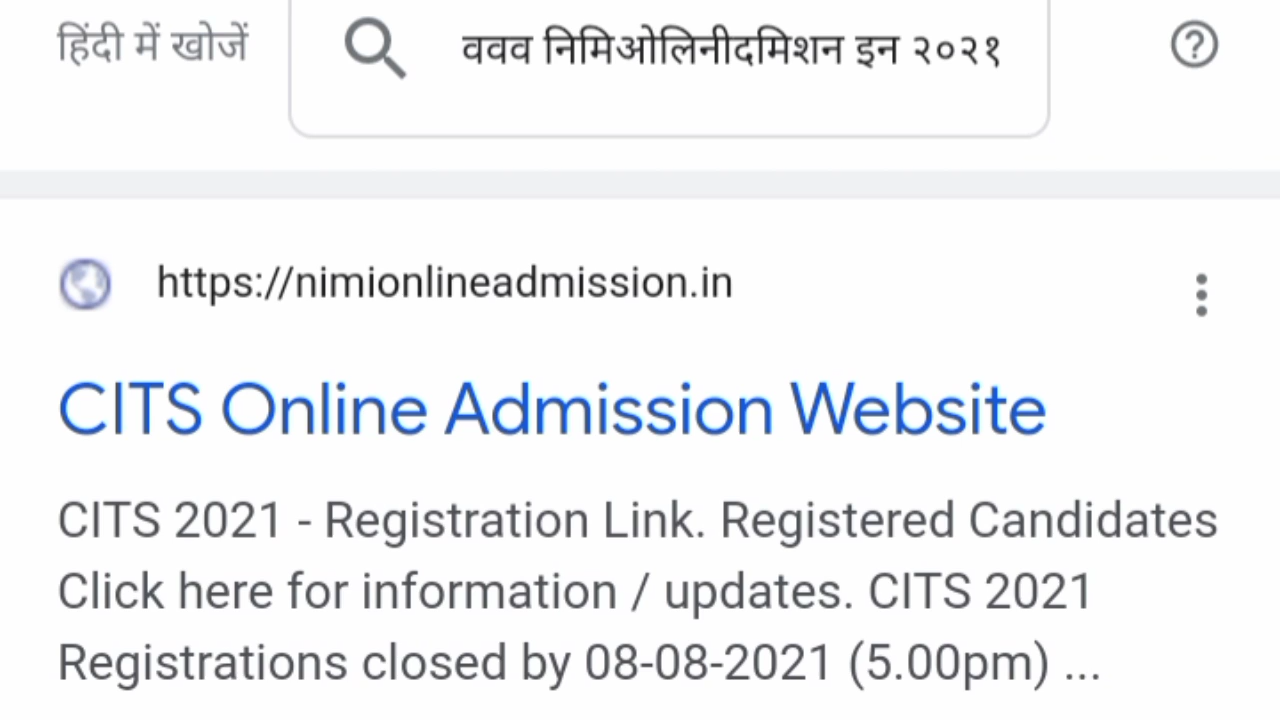 हिंदी में खोजें
ववव निमिओलिनीदमिशन इन २०२१
https://nimionlineadmission.in
CITS Online Admission Website
CITS 2021 - Registration Link. Registered Candidates
Click here for information / updates. CITS 2021
Registrations closed by 08-08-2021 (5.00pm) ...